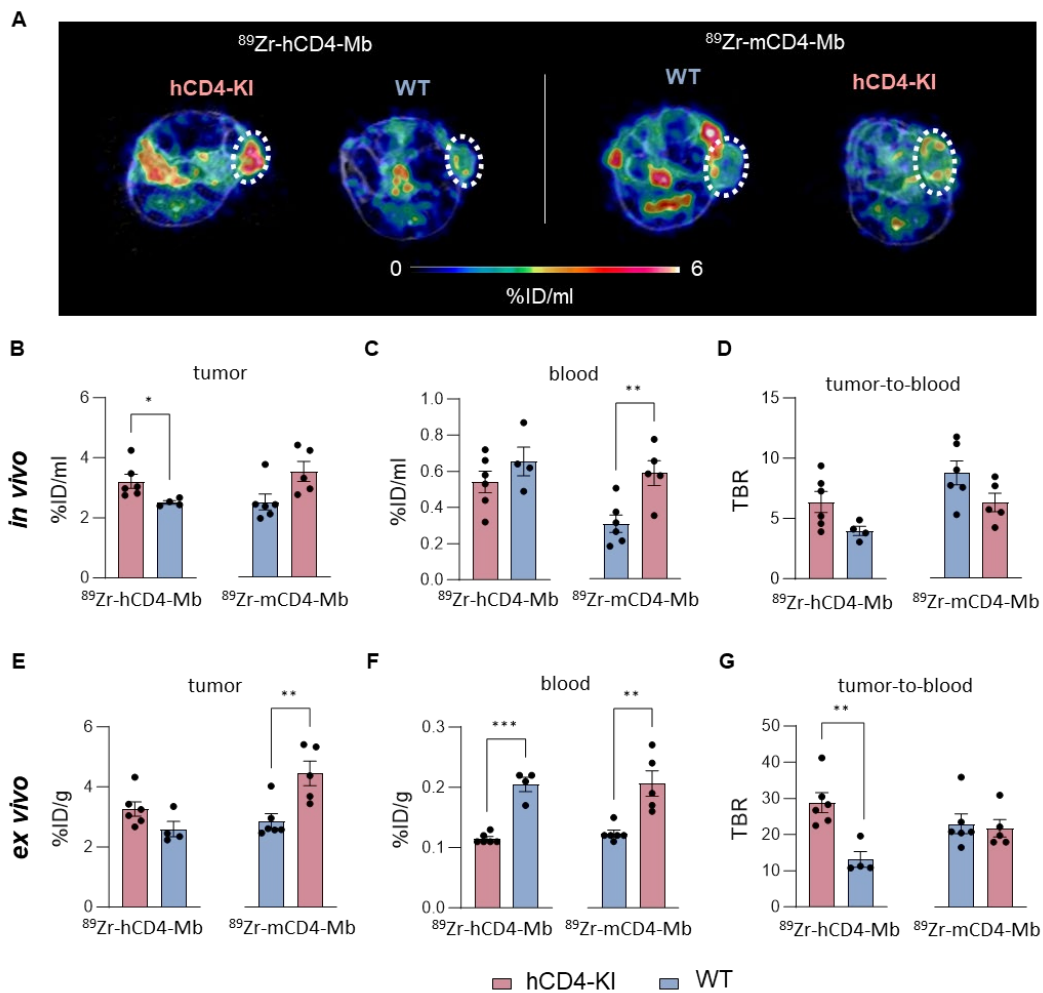 A
⁸⁹Zr-hCD4-Mb
⁸⁹Zr-mCD4-Mb
hCD4-KI
WT
WT
hCD4-KI
0
6
%ID/ml
B
C
D
tumor
blood
tumor-to-blood
in vivo
%ID/ml
6
4
2
0
*
⁸⁹Zr-hCD4-Mb
⁸⁹Zr-mCD4-Mb
%ID/ml
1.0
0.8
0.6
0.4
0.2
0.0
**
⁸⁹Zr-hCD4-Mb
⁸⁹Zr-mCD4-Mb
TBR
15
10
5
0
⁸⁹Zr-hCD4-Mb
⁸⁹Zr-mCD4-Mb
E
F
G
tumor
blood
tumor-to-blood
ex vivo
%ID/g
6
4
2
0
**
⁸⁹Zr-hCD4-Mb
⁸⁹Zr-mCD4-Mb
%ID/g
0.3
0.2
0.1
0.0
***
**
⁸⁹Zr-hCD4-Mb
⁸⁹Zr-mCD4-Mb
TBR
50
40
30
20
10
0
**
⁸⁹Zr-hCD4-Mb
⁸⁹Zr-mCD4-Mb
hCD4-KI
WT